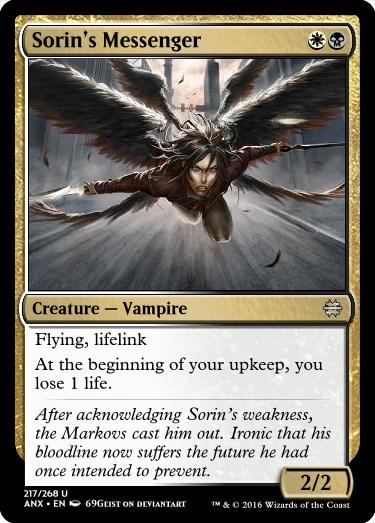 Sorin's Messenger
Creature — Vampire
Flying, lifelink
At the beginning of your upkeep, you
lose 1 life.
After acknowledging Sorin's weakness,
the Markovs cast him out. Ironic that his
bloodline now suffers the future he had
once intended to prevent.
2/2
217/268 U
ANX • EN 69Geist on deviantart
™ & © 2016 Wizards of the Coast